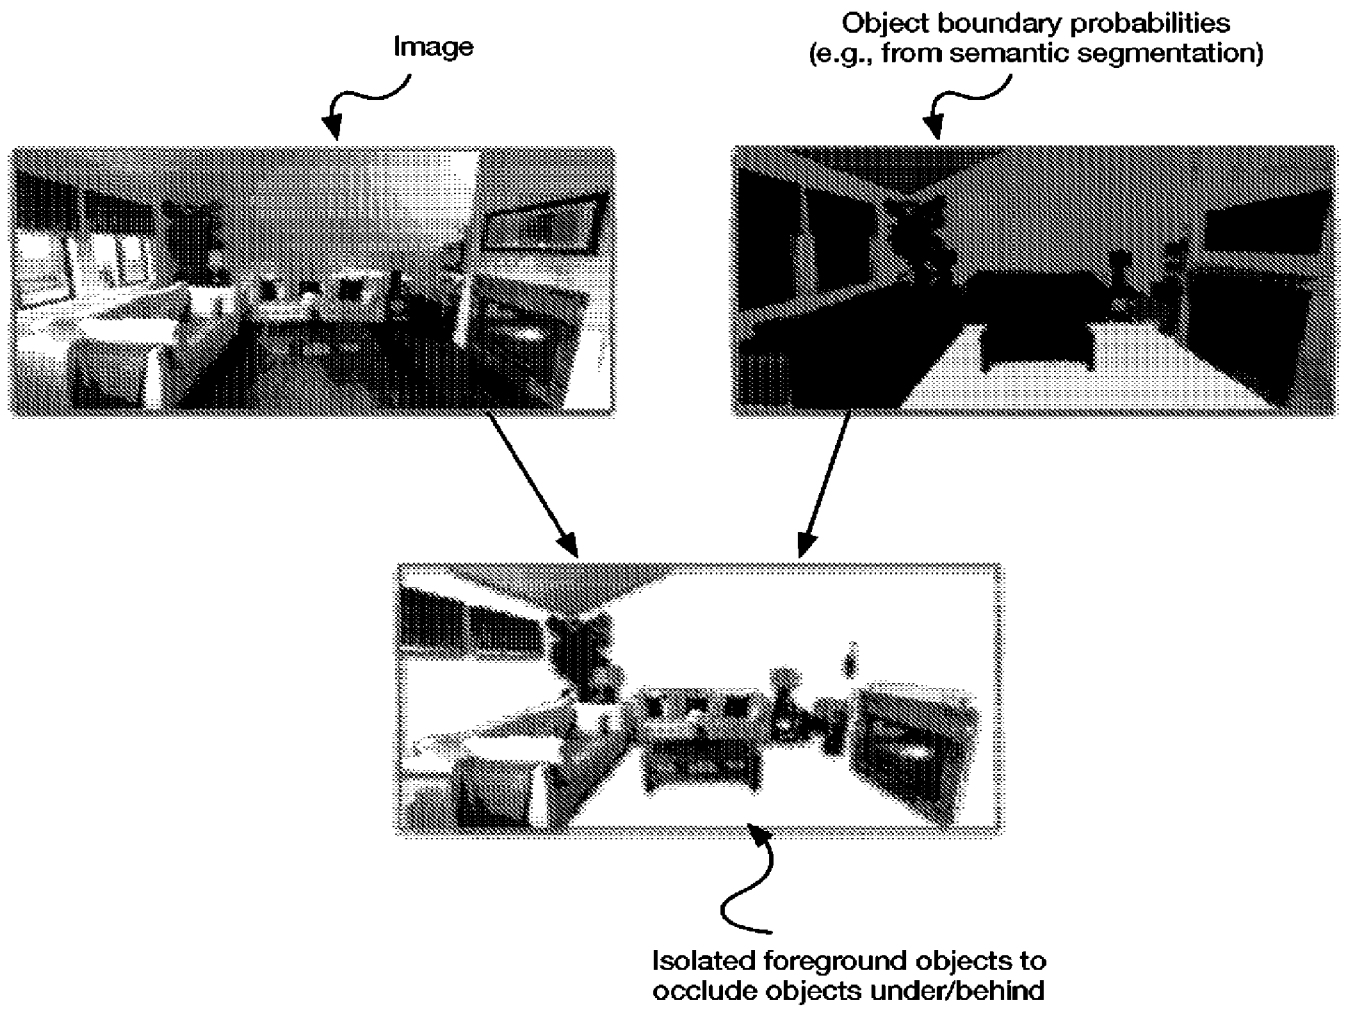 Image
Object boundary probabilities
(e.g., from semantic segmentation)
Isolated foreground objects to
occlude objects under/behind